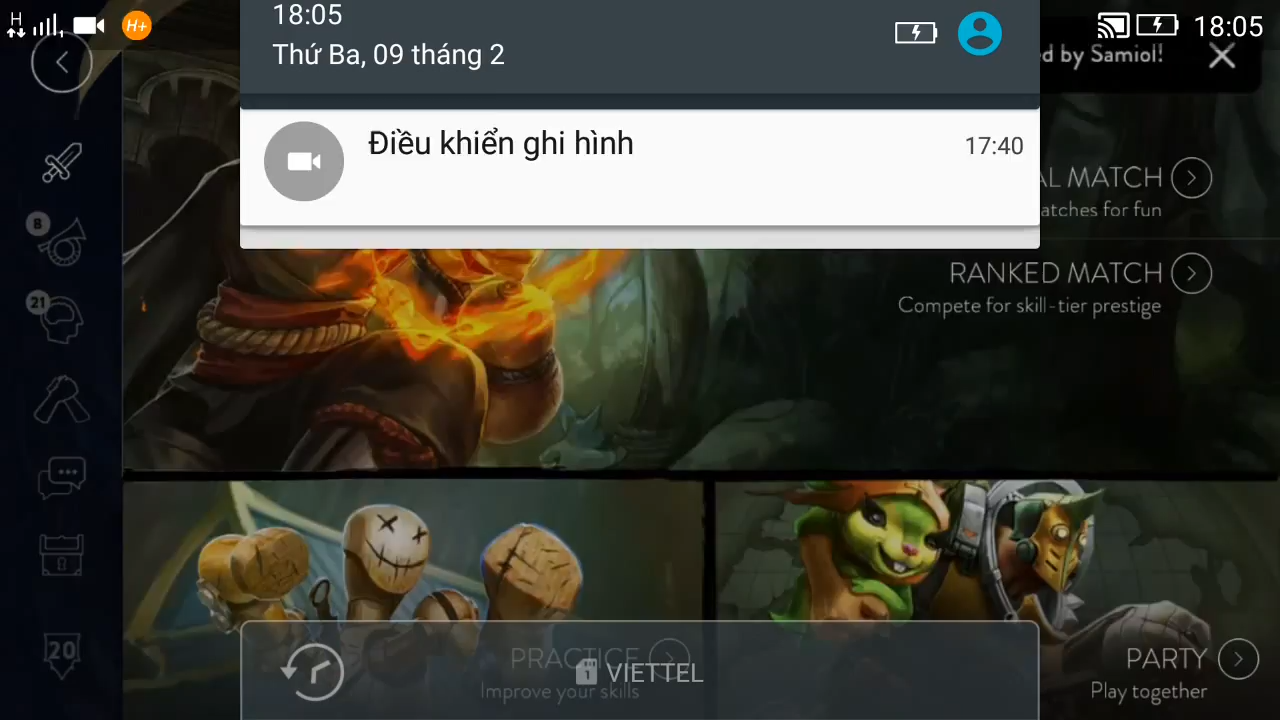 H
H+
18:05
18:05
Thứ Ba, 09 tháng 2
ed by Samiol!
Điều khiển ghi hình
17:40
AL MATCH
atches for fun
8
RANKED MATCH
Compete for skill-tier prestige
21
20
PRACTICE
Improve your skills
1 VIETTEL
PARTY
Play together